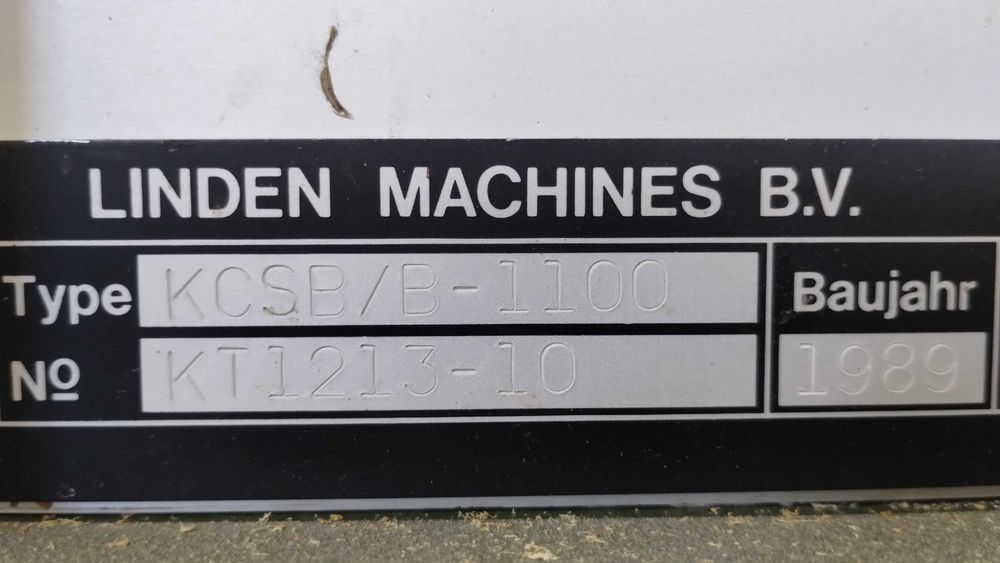 LINDEN MACHINES B.V.
Type KCSB/B-1100 Baujahr
Nº KT1213-10 1989